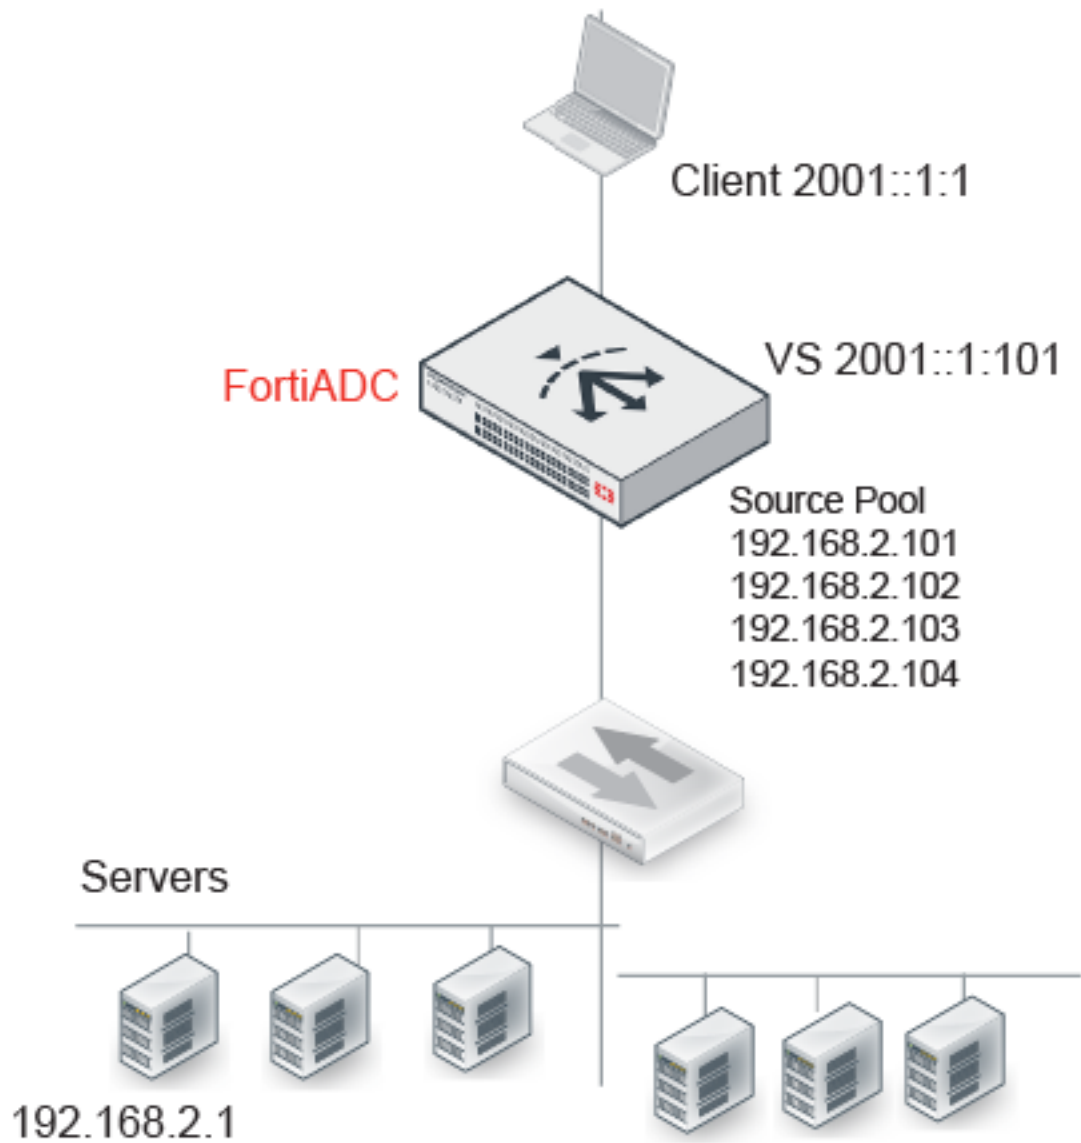 Client 2001::1:1
FortiADC
VS 2001::1:101
Source Pool
192.168.2.101
192.168.2.102
192.168.2.103
192.168.2.104
Servers
192.168.2.1